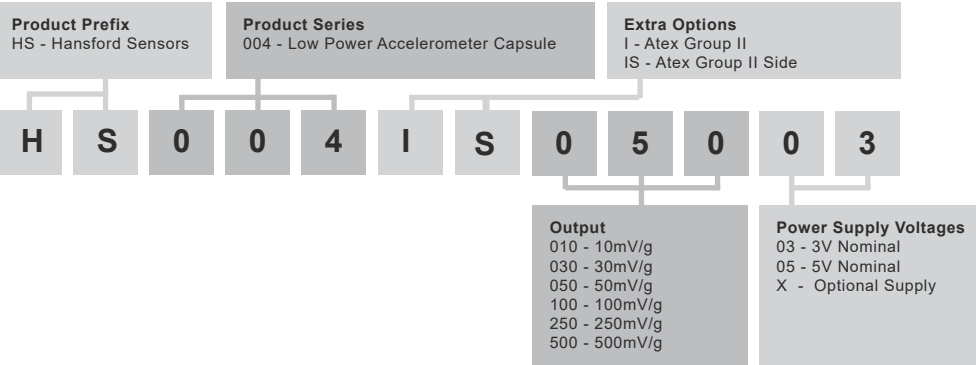 Product Prefix
HS - Hansford Sensors
Product Series
004 - Low Power Accelerometer Capsule
Extra Options
I - Atex Group II
IS - Atex Group II Side
H S 0 0 4 I S 0 5 0 0 3
Output
010 - 10mV/g
030 - 30mV/g
050 - 50mV/g
100 - 100mV/g
250 - 250mV/g
500 - 500mV/g
Power Supply Voltages
03 - 3V Nominal
05 - 5V Nominal
X - Optional Supply